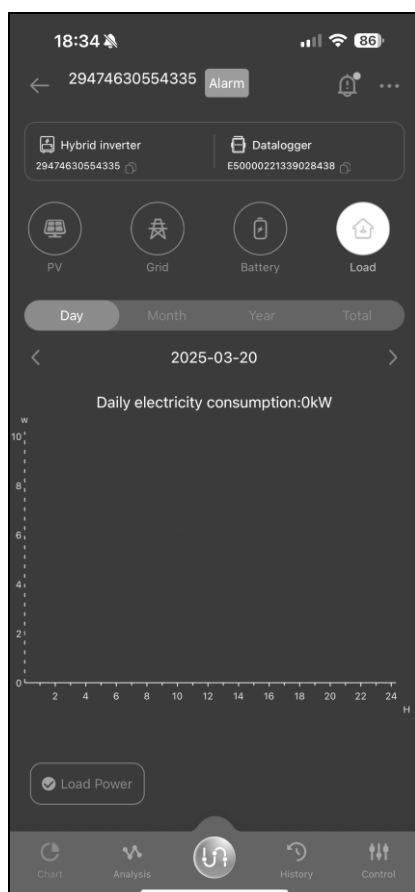 18:34
86
29474630554335 Alarm
Hybrid inverter
29474630554335
Datalogger
E50000221339028438
PV
Grid
Battery
Load
Day
Month
Year
Total
2025-03-20
Daily electricity consumption:0kW
w
10
8
6
4
2
0
2 4 6 8 10 12 14 16 18 20 22 24
H
Load Power
Chart
Analysis
History
Control